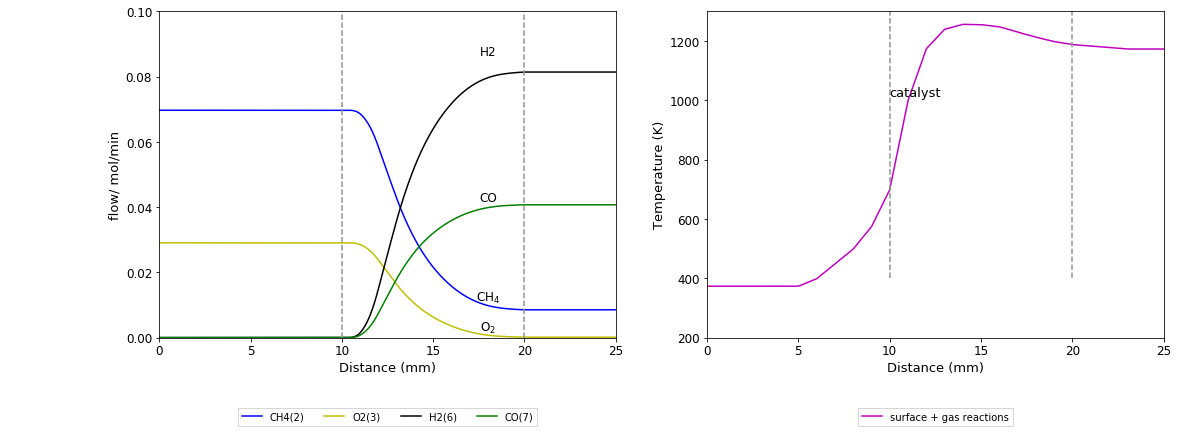 0.10
0.08
0.06
0.04
0.02
0.00
flow/ mol/min
H2
CO
CH4
O2
0 5 10 15 20 25
Distance (mm)
CH4(2) O2(3) H2(6) CO(7)
1200
1000
800
600
400
200
Temperature (K)
catalyst
0 5 10 15 20 25
Distance (mm)
surface + gas reactions